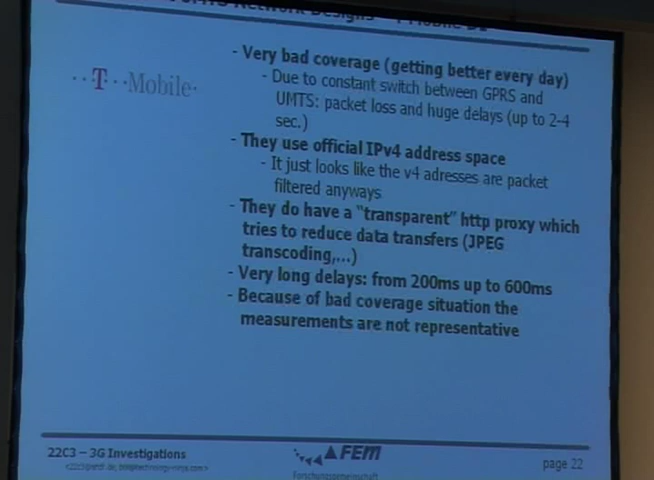 Network Designs
- Very bad coverage (getting better every day)
- Due to constant switch between GPRS and
UMTS: packet loss and huge delays (up to 2-4
sec.)
··T··Mobile·
- They use official IPv4 address space
- It just looks like the v4 adresses are packet
filtered anyways
- They do have a "transparent" http proxy which
tries to reduce data transfers (JPEG
transcoding,...)
- Very long delays: from 200ms up to 600ms
- Because of bad coverage situation the
measurements are not representative
22C3 – 3G Investigations
FEM
Forschungsgemeinschaft
page 22